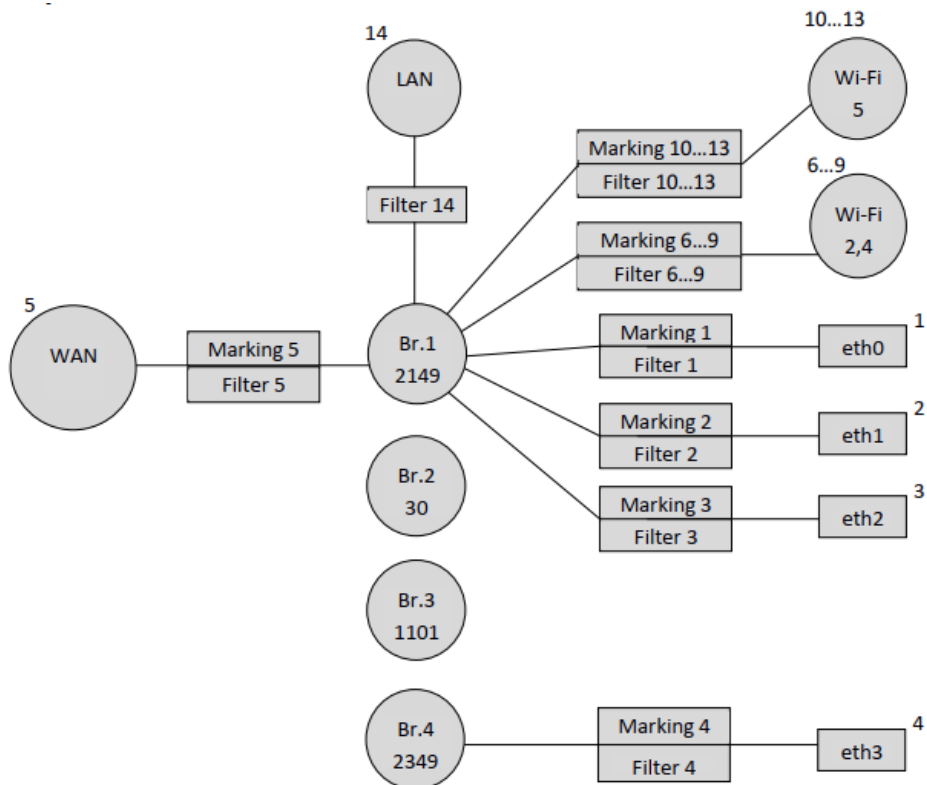 10...13
14
LAN
Wi-Fi
5
Marking 10...13
Filter 10...13
6...9
Filter 14
Wi-Fi
2,4
Marking 6...9
Filter 6...9
5
WAN
Marking 5
Filter 5
Br.1
2149
Marking 1
Filter 1
1
eth0
Marking 2
Filter 2
2
eth1
Br.2
30
Marking 3
Filter 3
3
eth2
Br.3
1101
Br.4
2349
Marking 4
Filter 4
4
eth3